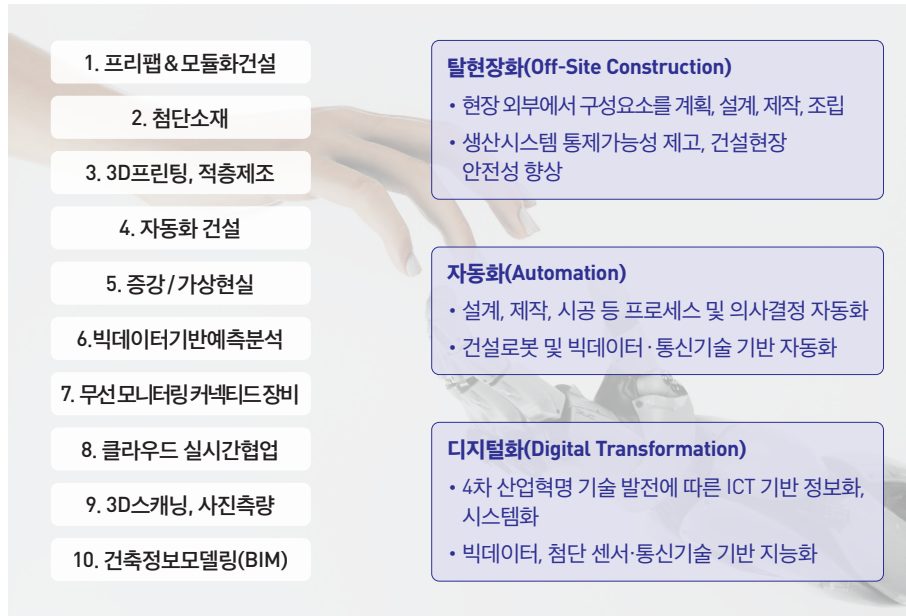 1. 프리팹&모듈화건설
2. 첨단소재
3. 3D프린팅, 적층제조
4. 자동화 건설
5. 증강/가상현실
6.빅데이터기반예측분석
7. 무선모니터링커넥티드장비
8. 클라우드 실시간협업
9. 3D스캐닝, 사진측량
10. 건축정보모델링(BIM)
탈현장화(Off-Site Construction)
• 현장 외부에서 구성요소를 계획, 설계, 제작, 조립
• 생산시스템 통제가능성 제고, 건설현장
안전성 향상
자동화(Automation)
• 설계, 제작, 시공 등 프로세스 및 의사결정 자동화
• 건설로봇 및 빅데이터·통신기술 기반 자동화
디지털화(Digital Transformation)
• 4차 산업혁명 기술 발전에 따른 ICT 기반 정보화,
시스템화
• 빅데이터, 첨단 센서·통신기술 기반 지능화